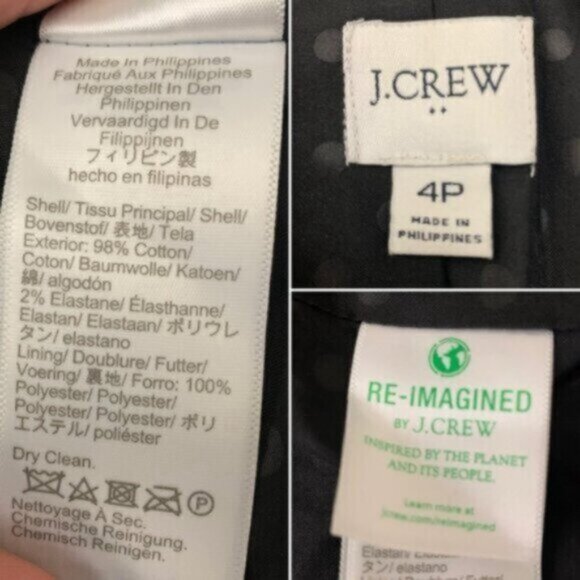 Made In Philippines
Fabriqué Aux Philippines
Hergestellt In Den
Philippinen
Vervaardigd In De
Filippijnen
フィリピン製
hecho en filipinas
Shell/ Tissu Principal/ Shell/
Bovenstof/ 表地/ Tela
Exterior: 98% Cotton/
Coton/ Baumwolle/ Katoen/
綿/ algodón
2% Elastane/ Élasthanne/
Elastan/ Elastaan/ ポリウレ
タン/ elastano
Lining/ Doublure/ Futter/
Voering/ 裏地/ Forro: 100%
Polyester/ Polyester/
Polyester/ Polyester/ ポリ
エステル/ poliéster
Dry Clean.
P
Nettoyage À Sec.
Chemische Reinigung.
Chemisch Reinigen.
J.CREW
4P
MADE IN
PHILIPPINES
RE-IMAGINED
BY J.CREW
INSPIRED BY THE PLANET
AND ITS PEOPLE.
Learn more at
jcrew.com/reimagined
Elastan/
タン/ elastano